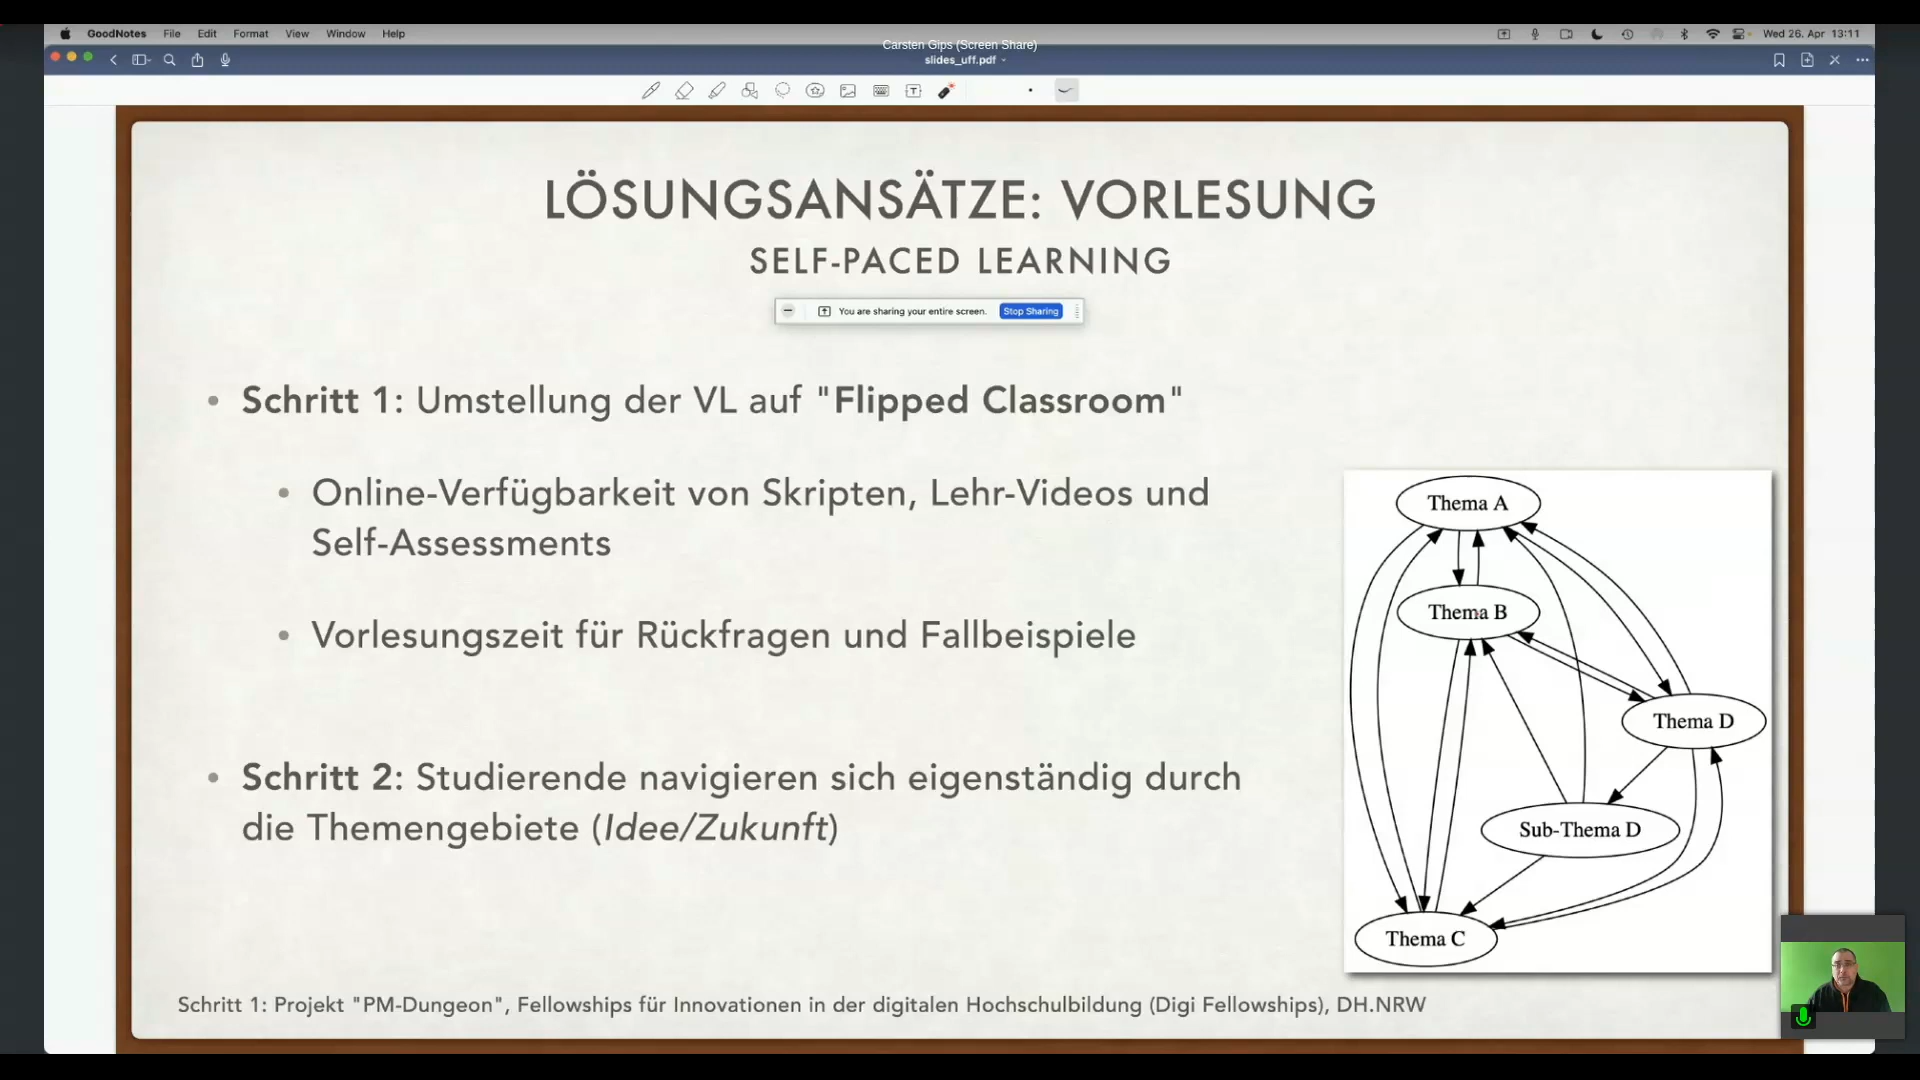 GoodNotes File Edit Format View Window Help
Wed 26. Apr 13:11
Carsten Gips (Screen Share)
slides_uff.pdf
LÖSUNGSANSÄTZE: VORLESUNG
SELF-PACED LEARNING
You are sharing your entire screen. Stop Sharing
• Schritt 1: Umstellung der VL auf "Flipped Classroom"
• Online-Verfügbarkeit von Skripten, Lehr-Videos und
Self-Assessments
• Vorlesungszeit für Rückfragen und Fallbeispiele
• Schritt 2: Studierende navigieren sich eigenständig durch
die Themengebiete (Idee/Zukunft)
Thema A
Thema B
Thema D
Sub-Thema D
Thema C
Schritt 1: Projekt "PM-Dungeon", Fellowships für Innovationen in der digitalen Hochschulbildung (Digi Fellowships), DH.NRW